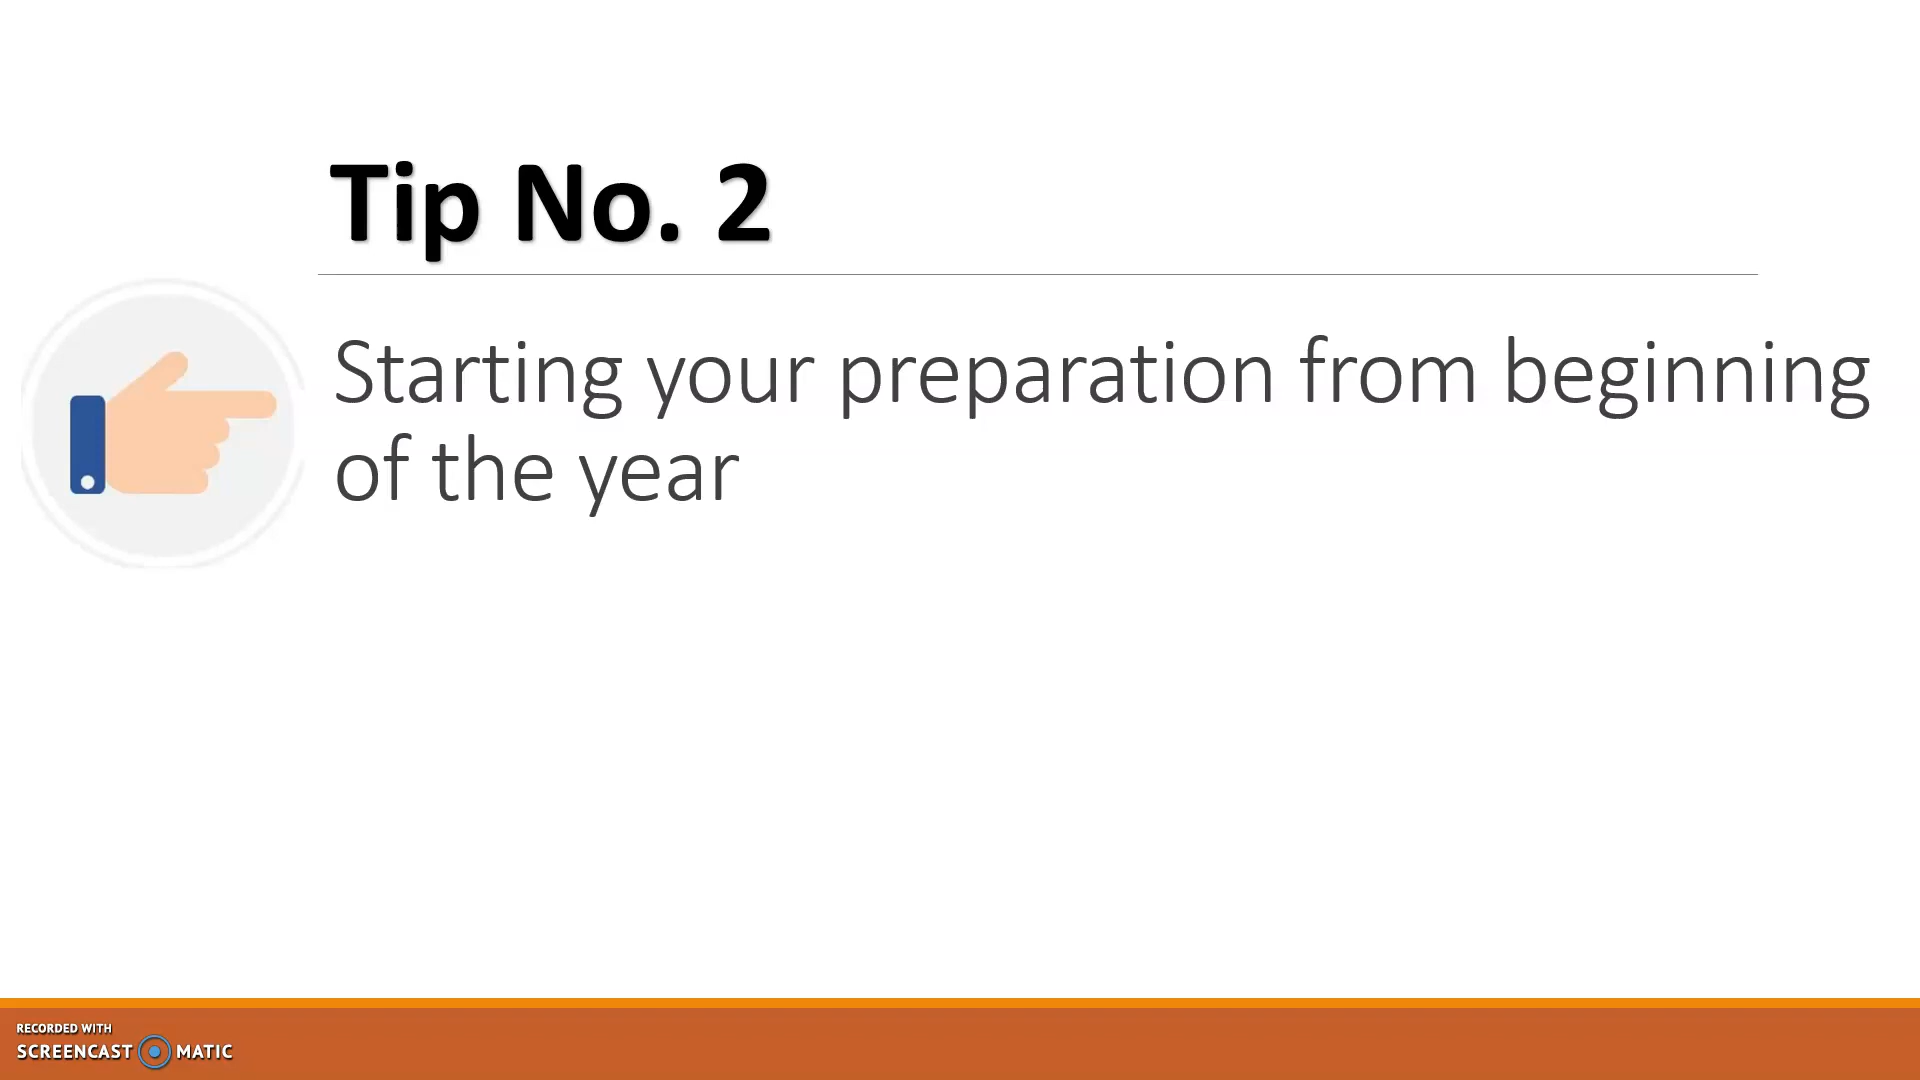 Tip No. 2
Starting your preparation from beginning
of the year
RECORDED WITH
SCREENCAST MATIC